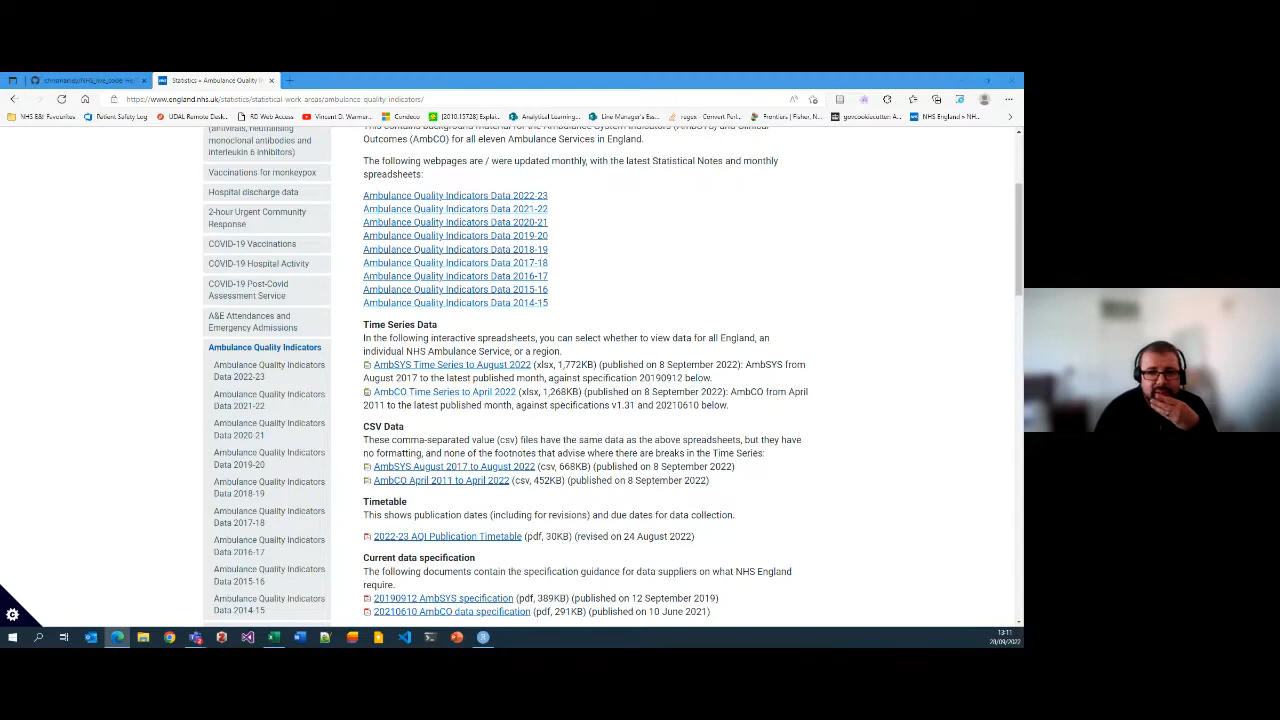 Statistics » Ambulance Quality In
https://www.england.nhs.uk/statistics/statistical-work-areas/ambulance-quality-indicators/
NHS E&I Favourites
Patient Safety Log
UDAL Remote Desk...
RD Web Access
Vincent D. Warmer...
Condeco
[2010.15728] Explai...
Analytical Learning...
Line Manager's Ess...
regex - Convert Purl...
Frontiers | Fisher, N...
govcookiecutter: A...
NHS England » NH...
(antivirals, neutralising
monoclonal antibodies and
interleukin 6 inhibitors)
Vaccinations for monkeypox
Hospital discharge data
2-hour Urgent Community
Response
COVID-19 Vaccinations
COVID-19 Hospital Activity
COVID-19 Post-Covid
Assessment Service
A&E Attendances and
Emergency Admissions
Ambulance Quality Indicators
Ambulance Quality Indicators
Data 2022-23
Ambulance Quality Indicators
Data 2021-22
Ambulance Quality Indicators
Data 2020-21
Ambulance Quality Indicators
Data 2019-20
Ambulance Quality Indicators
Data 2018-19
Ambulance Quality Indicators
Data 2017-18
Ambulance Quality Indicators
Data 2016-17
Ambulance Quality Indicators
Data 2015-16
Ambulance Quality Indicators
Data 2014-15
This contains background material for the Ambulance System Indicators (AmbSYS) and Clinical
Outcomes (AmbCO) for all eleven Ambulance Services in England.
The following webpages are / were updated monthly, with the latest Statistical Notes and monthly
spreadsheets:
Ambulance Quality Indicators Data 2022-23
Ambulance Quality Indicators Data 2021-22
Ambulance Quality Indicators Data 2020-21
Ambulance Quality Indicators Data 2019-20
Ambulance Quality Indicators Data 2018-19
Ambulance Quality Indicators Data 2017-18
Ambulance Quality Indicators Data 2016-17
Ambulance Quality Indicators Data 2015-16
Ambulance Quality Indicators Data 2014-15
Time Series Data
In the following interactive spreadsheets, you can select whether to view data for all England, an
individual NHS Ambulance Service, or a region.
AmbSYS Time Series to August 2022 (xlsx, 1,772KB) (published on 8 September 2022): AmbSYS from
August 2017 to the latest published month, against specification 20190912 below.
AmbCO Time Series to April 2022 (xlsx, 1,268KB) (published on 8 September 2022): AmbCO from April
2011 to the latest published month, against specifications v1.31 and 20210610 below.
CSV Data
These comma-separated value (csv) files have the same data as the above spreadsheets, but they have
no formatting, and none of the footnotes that advise where there are breaks in the Time Series:
AmbSYS August 2017 to August 2022 (csv, 668KB) (published on 8 September 2022)
AmbCO April 2011 to April 2022 (csv, 452KB) (published on 8 September 2022)
Timetable
This shows publication dates (including for revisions) and due dates for data collection.
2022-23 AQI Publication Timetable (pdf, 30KB) (revised on 24 August 2022)
Current data specification
The following documents contain the specification guidance for data suppliers on what NHS England
require.
20190912 AmbSYS specification (pdf, 389KB) (published on 12 September 2019)
20210610 AmbCO data specification (pdf, 291KB) (published on 10 June 2021)
13:11
28/09/2022